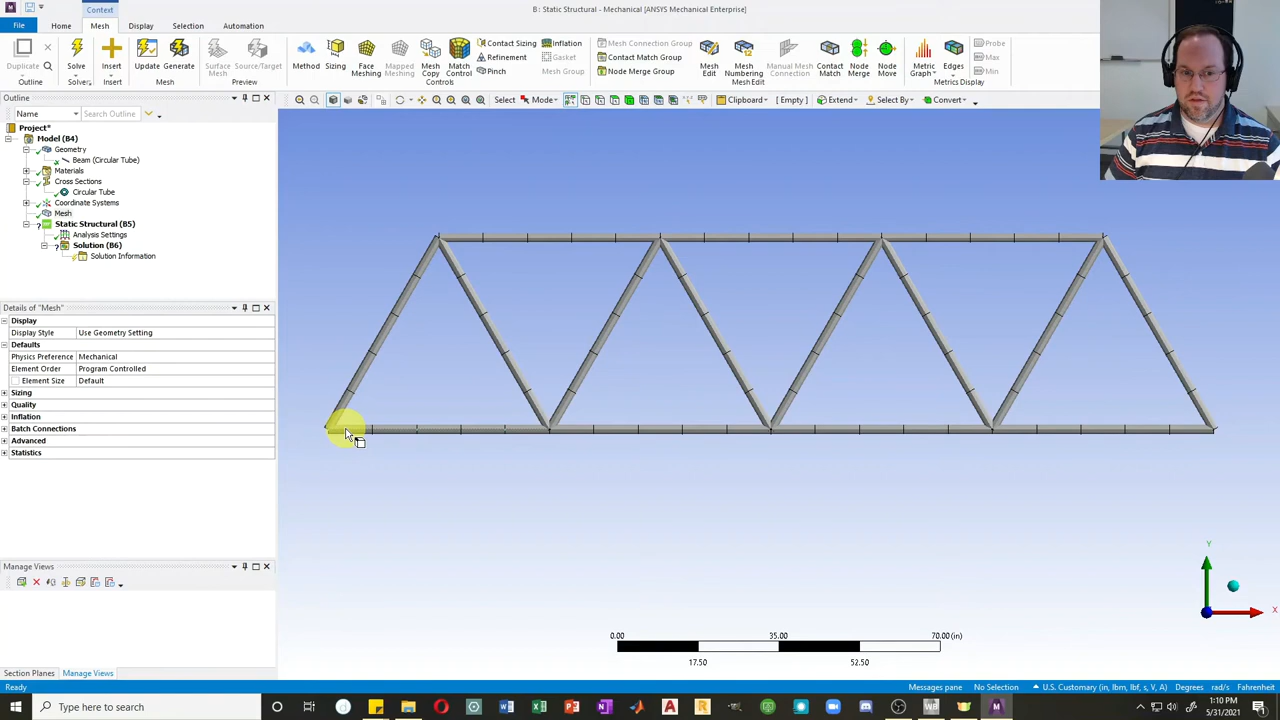 Context
B : Static Structural - Mechanical [ANSYS Mechanical Enterprise]
File
Home
Mesh
Display
Selection
Automation
Duplicate
Outline
Solve
Solve
Insert
Insert
Update
Generate
Mesh
Surface Mesh
Source/Target
Preview
Method
Sizing
Face Meshing
Mapped Meshing
Mesh Copy
Match Control
Contact Sizing
Refinement
Pinch
Inflation
Gasket
Mesh Group
Controls
Mesh Connection Group
Contact Match Group
Node Merge Group
Mesh Edit
Mesh Numbering
Manual Mesh Connection
Contact Match
Node Merge
Node Move
Mesh Edit
Metric Graph
Edges
Probe
Max
Min
Metrics Display
Outline
Name
Search Outline
Select
Mode
Clipboard
[ Empty ]
Extend
Select By
Convert
Project*
Model (B4)
Geometry
Beam (Circular Tube)
Materials
Cross Sections
Circular Tube
Coordinate Systems
Mesh
Static Structural (B5)
Analysis Settings
Solution (B6)
Solution Information
Details of "Mesh"
Display
Display Style Use Geometry Setting
Defaults
Physics Preference Mechanical
Element Order Program Controlled
Element Size Default
Sizing
Quality
Inflation
Batch Connections
Advanced
Statistics
Manage Views
Y
X
0.00 35.00 70.00 (in)
17.50 52.50
Section Planes
Manage Views
Ready
Messages pane
No Selection
U.S. Customary (in, lbm, lbf, s, V, A)
Degrees
rad/s
Fahrenheit
Type here to search
1:10 PM
5/31/2021